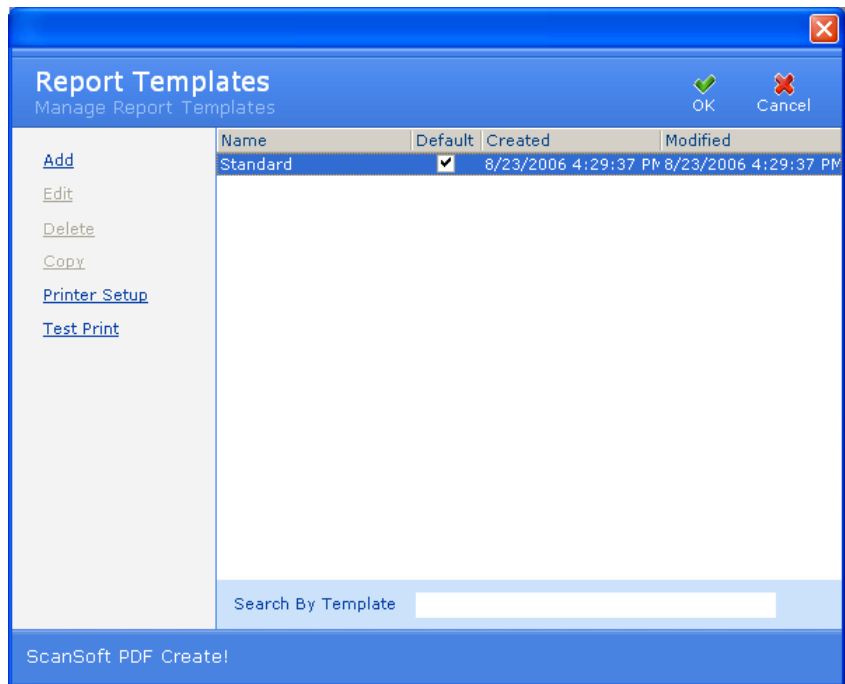 Report Templates
Manage Report Templates
OK
Cancel
Add
Edit
Delete
Copy
Printer Setup
Test Print
Name Default Created Modified
Standard 8/23/2006 4:29:37 PM 8/23/2006 4:29:37 PM
Search By Template
ScanSoft PDF Create!